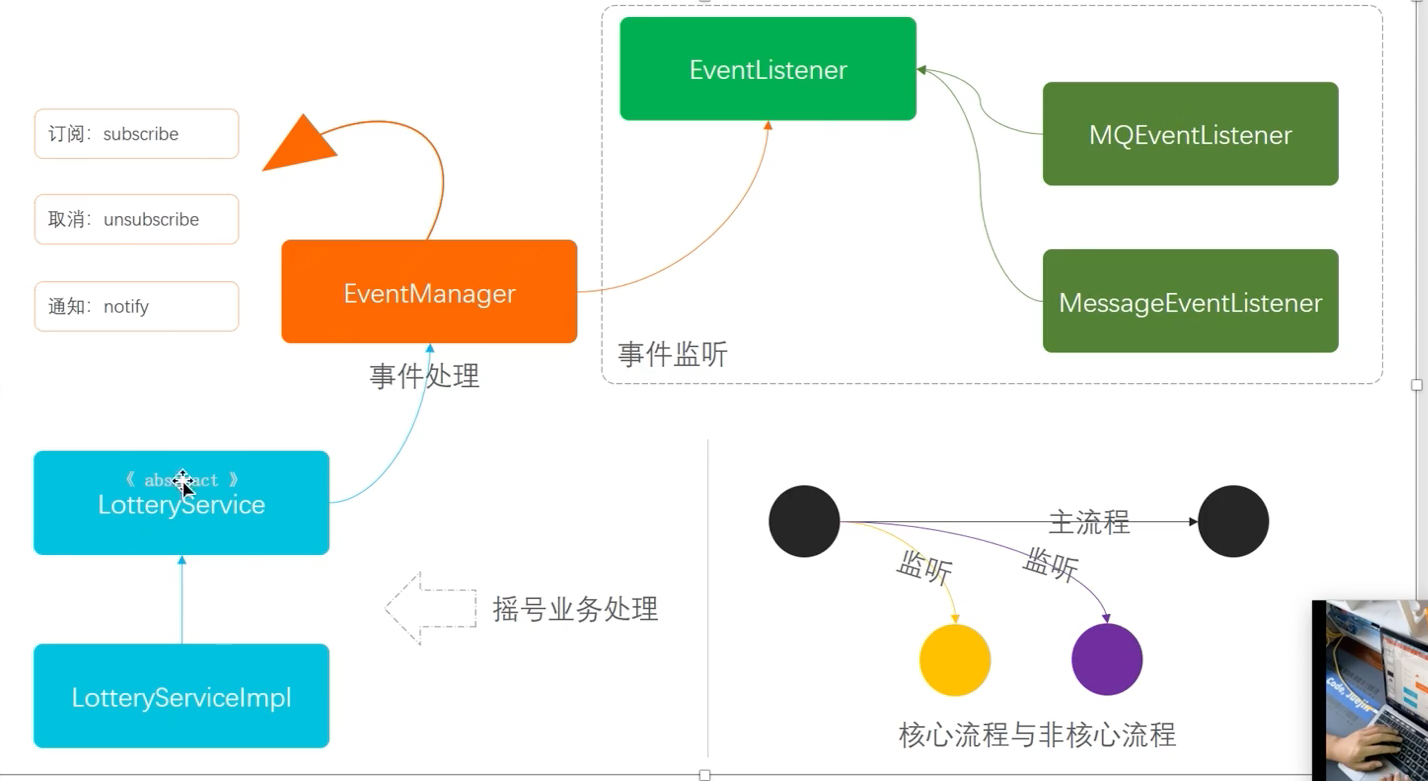 EventListener
MQEventListener
MessageEventListener
事件监听
订阅：subscribe
取消：unsubscribe
通知：notify
EventManager
事件处理
《 abstract 》
LotteryService
LotteryServiceImpl
摇号业务处理
主流程
监听
监听
核心流程与非核心流程